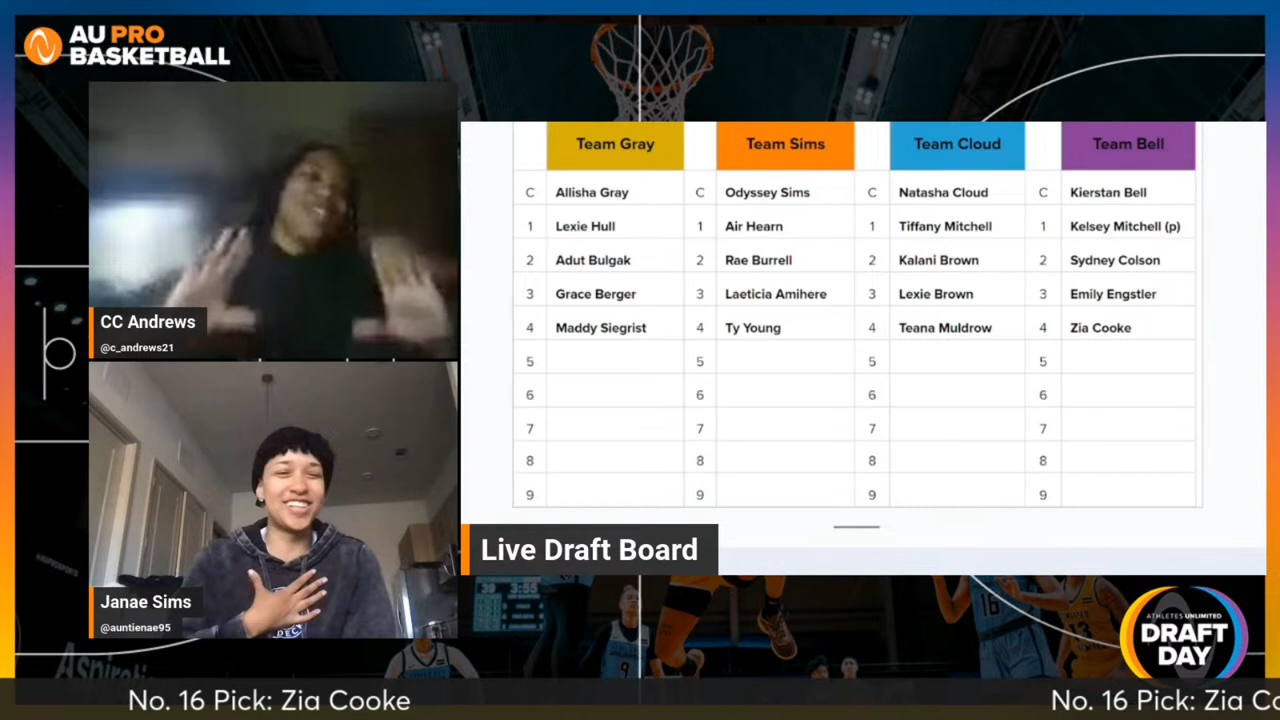 AU PRO
BASKETBALL
CC Andrews
@c_andrews21
Janae Sims
@auntienae95
Team Gray Team Sims Team Cloud Team Bell
C Allisha Gray C Odyssey Sims C Natasha Cloud C Kierstan Bell
1 Lexie Hull 1 Air Hearn 1 Tiffany Mitchell 1 Kelsey Mitchell (p)
2 Adut Bulgak 2 Rae Burrell 2 Kalani Brown 2 Sydney Colson
3 Grace Berger 3 Laeticia Amihere 3 Lexie Brown 3 Emily Engstler
4 Maddy Siegrist 4 Ty Young 4 Teana Muldrow 4 Zia Cooke
5 5 5 5
6 6 6 6
7 7 7 7
8 8 8 8
9 9 9 9
Live Draft Board
3:55
9
16
13
ATHLETES UNLIMITED
DRAFT
DAY
No. 16 Pick: Zia Cooke
No. 16 Pick: Zia Co